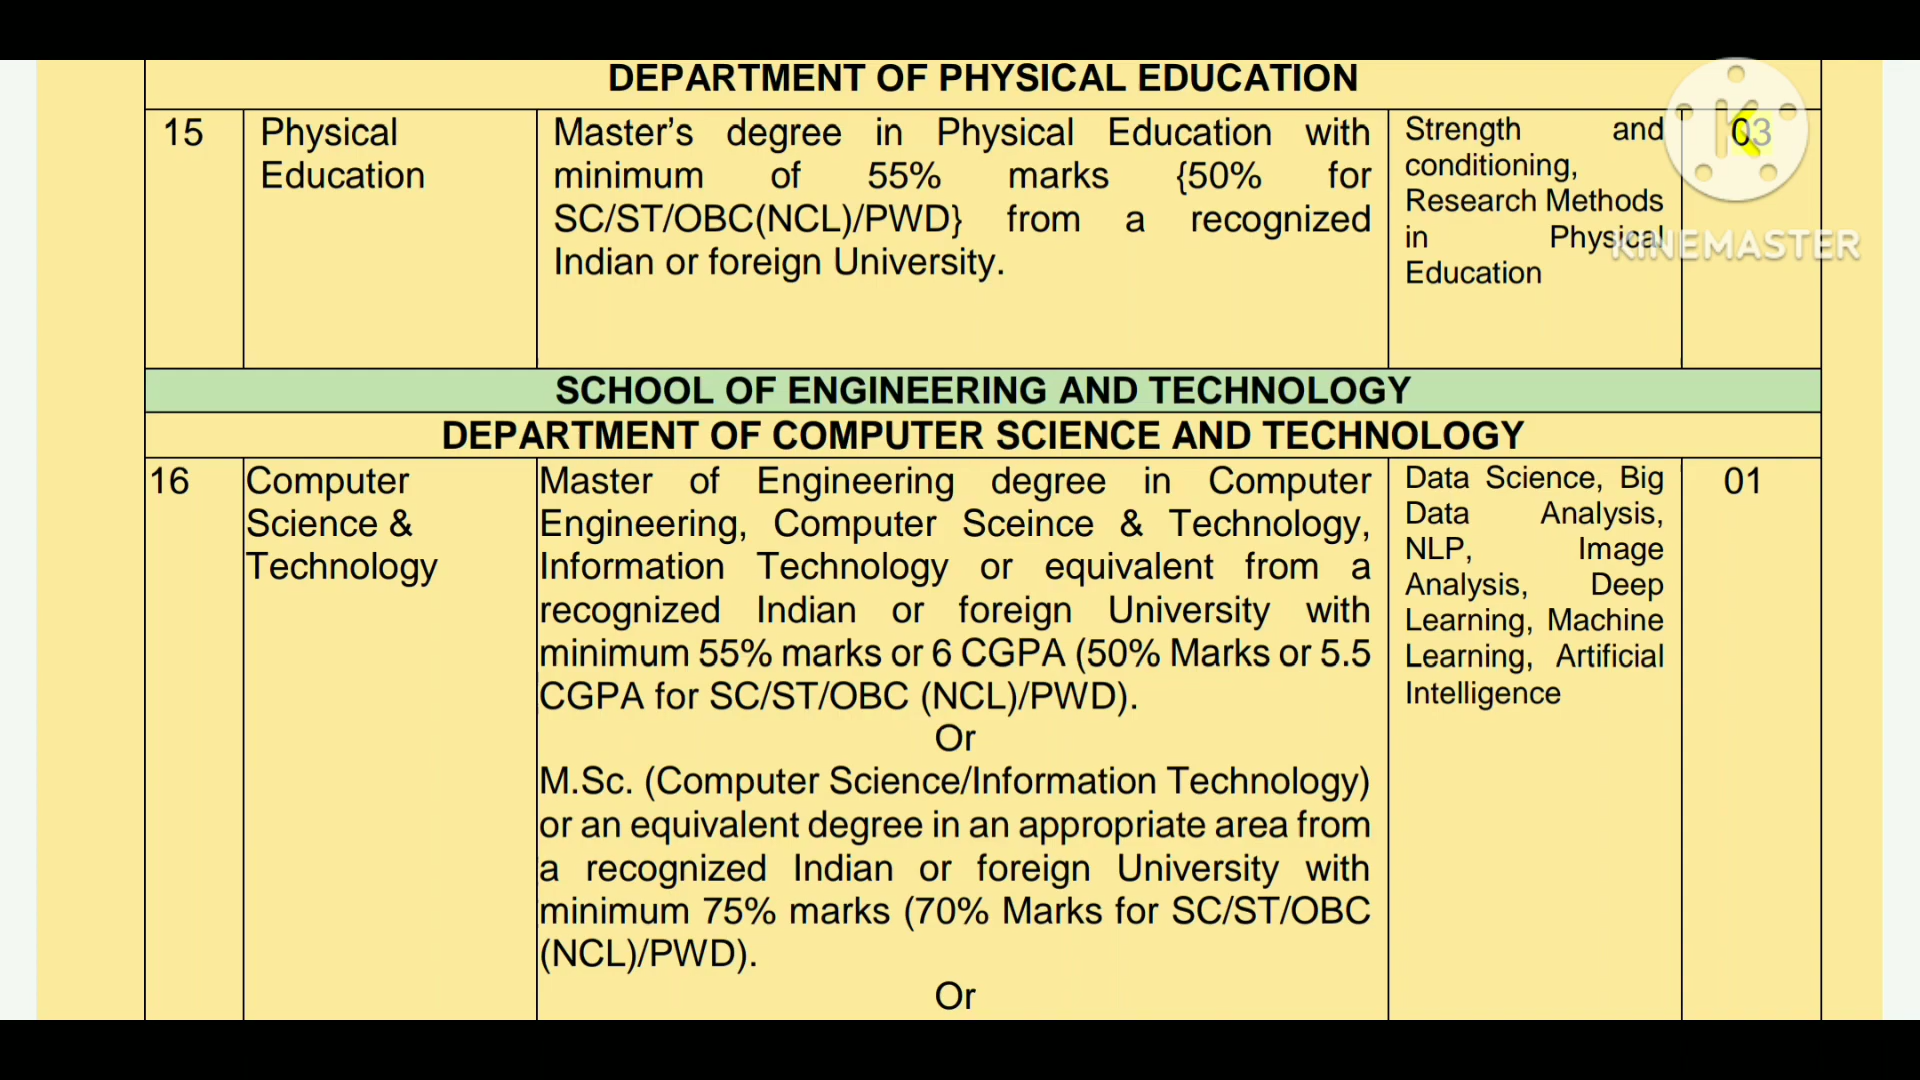 DEPARTMENT OF PHYSICAL EDUCATION
15
Physical
Education
Master’s degree in Physical Education with
minimum of 55% marks {50% for
SC/ST/OBC(NCL)/PWD} from a recognized
Indian or foreign University.
Strength and
conditioning,
Research Methods
in Physical
Education
03
K
KINEMASTER
SCHOOL OF ENGINEERING AND TECHNOLOGY
DEPARTMENT OF COMPUTER SCIENCE AND TECHNOLOGY
16
Computer
Science &
Technology
Master of Engineering degree in Computer
Engineering, Computer Sceince & Technology,
Information Technology or equivalent from a
recognized Indian or foreign University with
minimum 55% marks or 6 CGPA (50% Marks or 5.5
CGPA for SC/ST/OBC (NCL)/PWD).
Or
M.Sc. (Computer Science/Information Technology)
or an equivalent degree in an appropriate area from
a recognized Indian or foreign University with
minimum 75% marks (70% Marks for SC/ST/OBC
(NCL)/PWD).
Or
Data Science, Big
Data Analysis,
NLP, Image
Analysis, Deep
Learning, Machine
Learning, Artificial
Intelligence
01